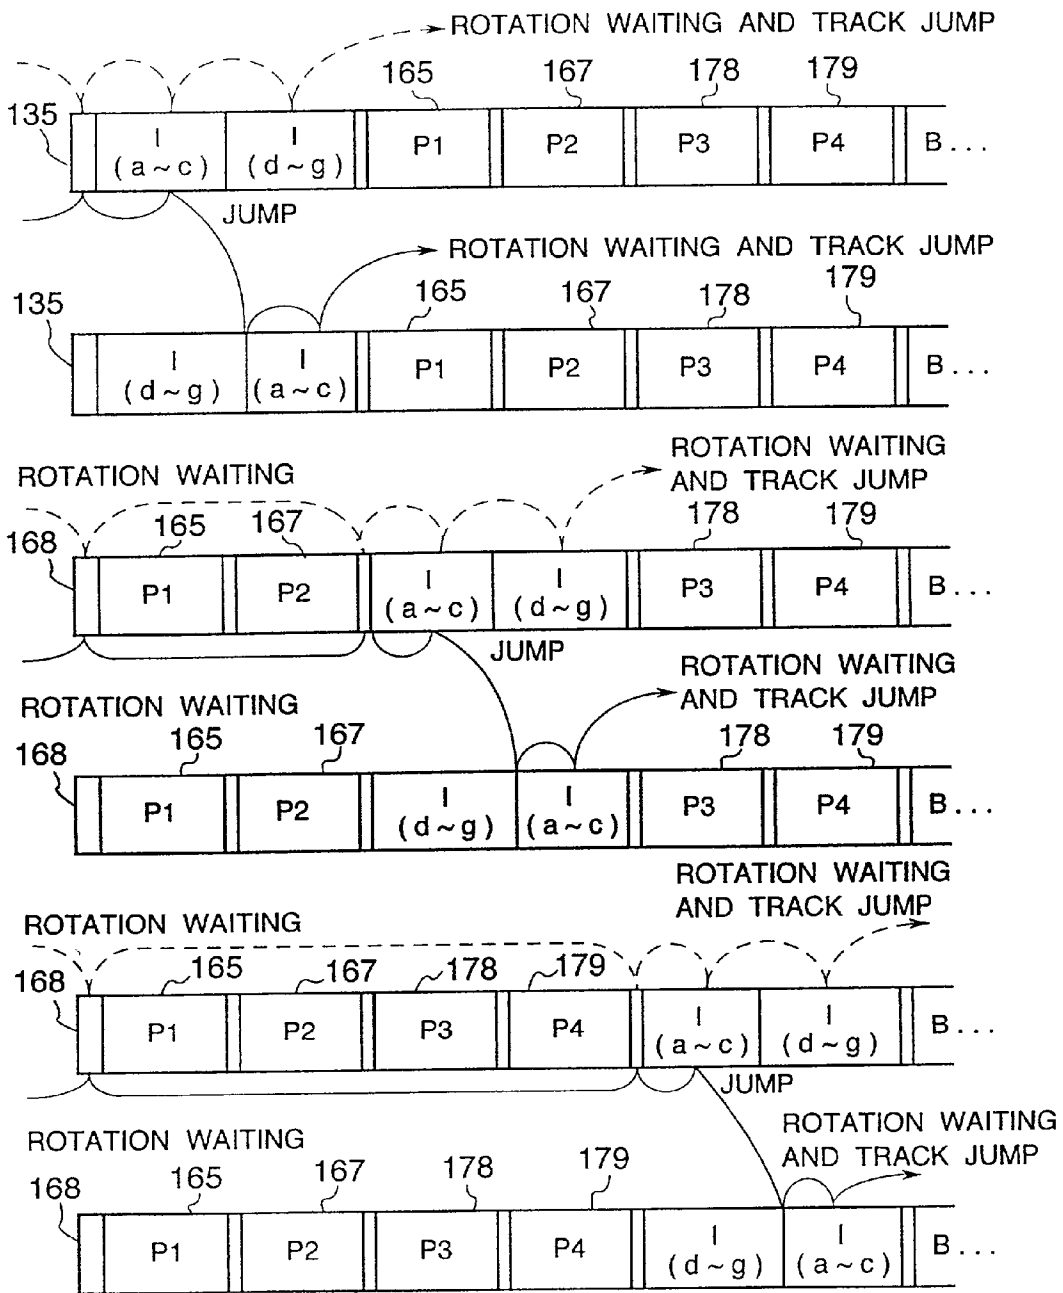 ROTATION WAITING AND TRACK JUMP
165 167 178 179
135
I I P1 P2 P3 P4 B...
(a~c) (d~g)
JUMP
ROTATION WAITING AND TRACK JUMP
135 165 167 178 179
I I P1 P2 P3 P4 B...
(d~g) (a~c)
ROTATION WAITING
ROTATION WAITING
AND TRACK JUMP
168 165 167 178 179
P1 P2 I I P3 P4 B...
(a~c) (d~g)
JUMP
ROTATION WAITING
ROTATION WAITING
AND TRACK JUMP
168 165 167 178 179
P1 P2 I I P3 P4 B...
(d~g) (a~c)
ROTATION WAITING
ROTATION WAITING
AND TRACK JUMP
168 165 167 178 179
P1 P2 P3 P4 I I B...
(a~c) (d~g)
JUMP
ROTATION WAITING
ROTATION WAITING
AND TRACK JUMP
168 165 167 178 179
P1 P2 P3 P4 I I B...
(d~g) (a~c)